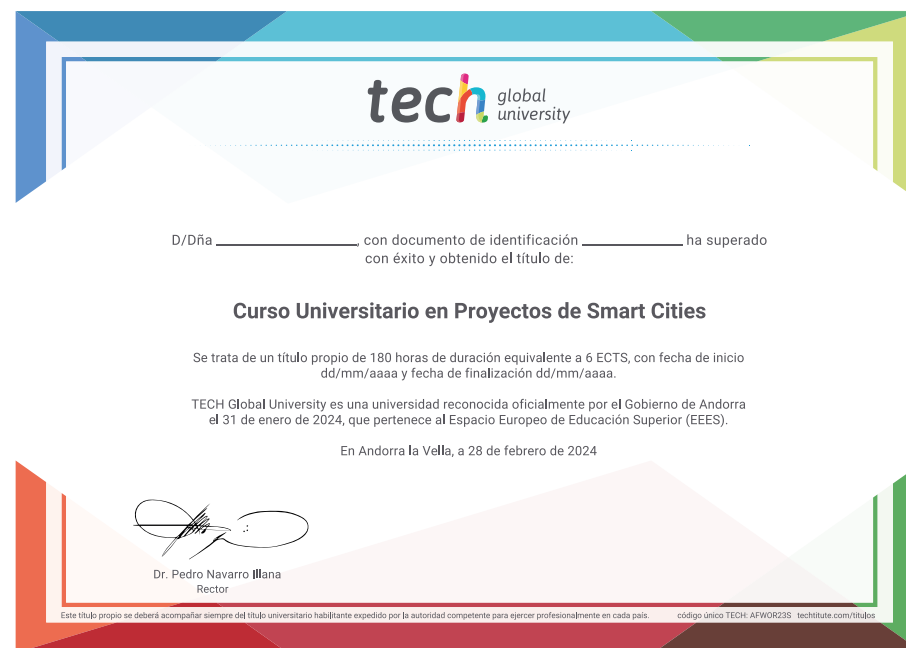 tech global university
D/Dña ____________, con documento de identificación ____________ ha superado
con éxito y obtenido el título de:
Curso Universitario en Proyectos de Smart Cities
Se trata de un título propio de 180 horas de duración equivalente a 6 ECTS, con fecha de inicio
dd/mm/aaaa y fecha de finalización dd/mm/aaaa.
TECH Global University es una universidad reconocida oficialmente por el Gobierno de Andorra
el 31 de enero de 2024, que pertenece al Espacio Europeo de Educación Superior (EEES).
En Andorra la Vella, a 28 de febrero de 2024
Dr. Pedro Navarro Illana
Rector
Este título propio se deberá acompañar siempre del título universitario habilitante expedido por la autoridad competente para ejercer profesionalmente en cada país. código único TECH: AFWOR23S techtitute.com/titulos